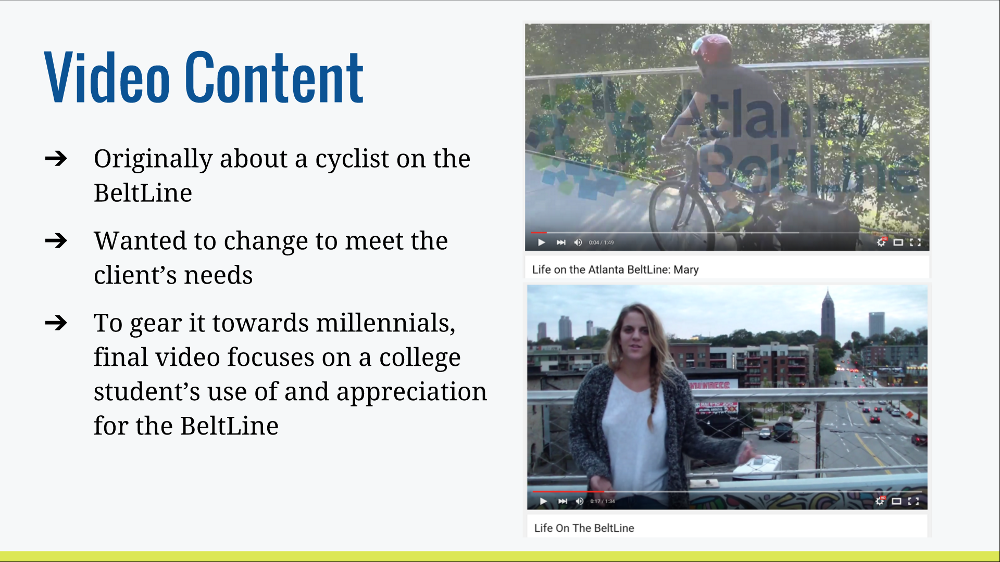 Video Content
➔ Originally about a cyclist on the
BeltLine
➔ Wanted to change to meet the
client’s needs
➔ To gear it towards millennials,
final video focuses on a college
student’s use of and appreciation
for the BeltLine
Atlanta
BeltLine
0:04 / 1:49
HD
Life on the Atlanta BeltLine: Mary
0:17 / 1:34
HD
Life On The BeltLine